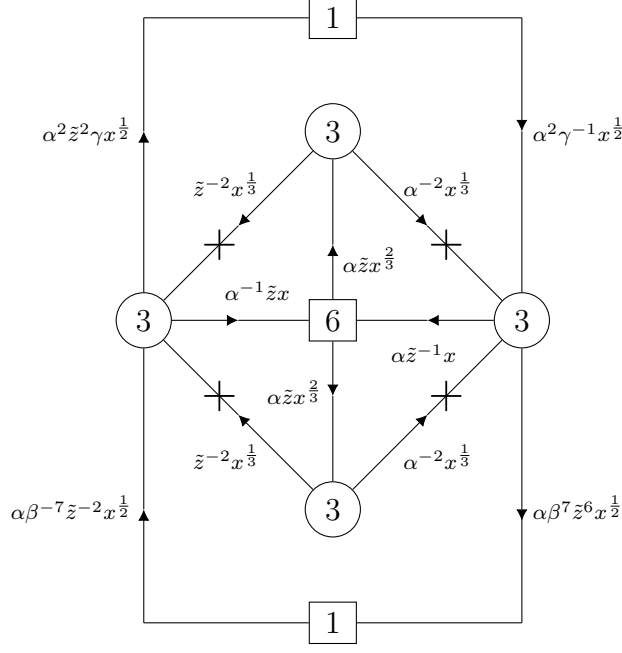 1
α²z̃²γx^{1/2} α²γ⁻¹x^{1/2}
3
z̃⁻²x^{1/3} α⁻²x^{1/3}
αz̃x^{2/3}
α⁻¹z̃x
3 6 3
αz̃⁻¹x
αz̃x^{2/3}
z̃⁻²x^{1/3} α⁻²x^{1/3}
αβ⁻⁷z̃⁻²x^{1/2} 3 αβ⁷z̃⁶x^{1/2}
1